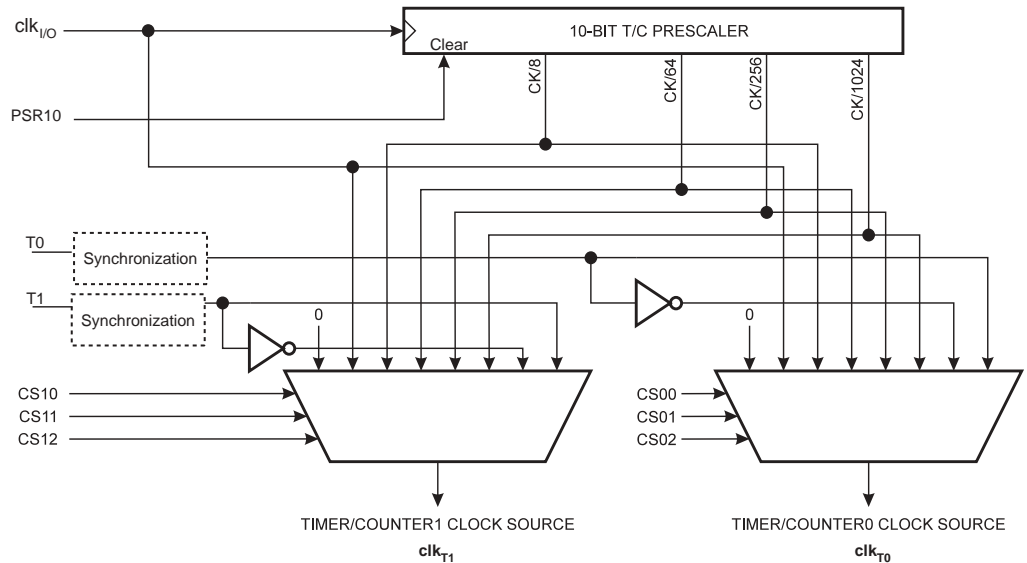 clkI/O
10-BIT T/C PRESCALER
Clear
CK/8
CK/64
CK/256
CK/1024
PSR10
T0
Synchronization
T1
Synchronization
0
0
CS10
CS11
CS12
CS00
CS01
CS02
TIMER/COUNTER1 CLOCK SOURCE
clkT1
TIMER/COUNTER0 CLOCK SOURCE
clkT0